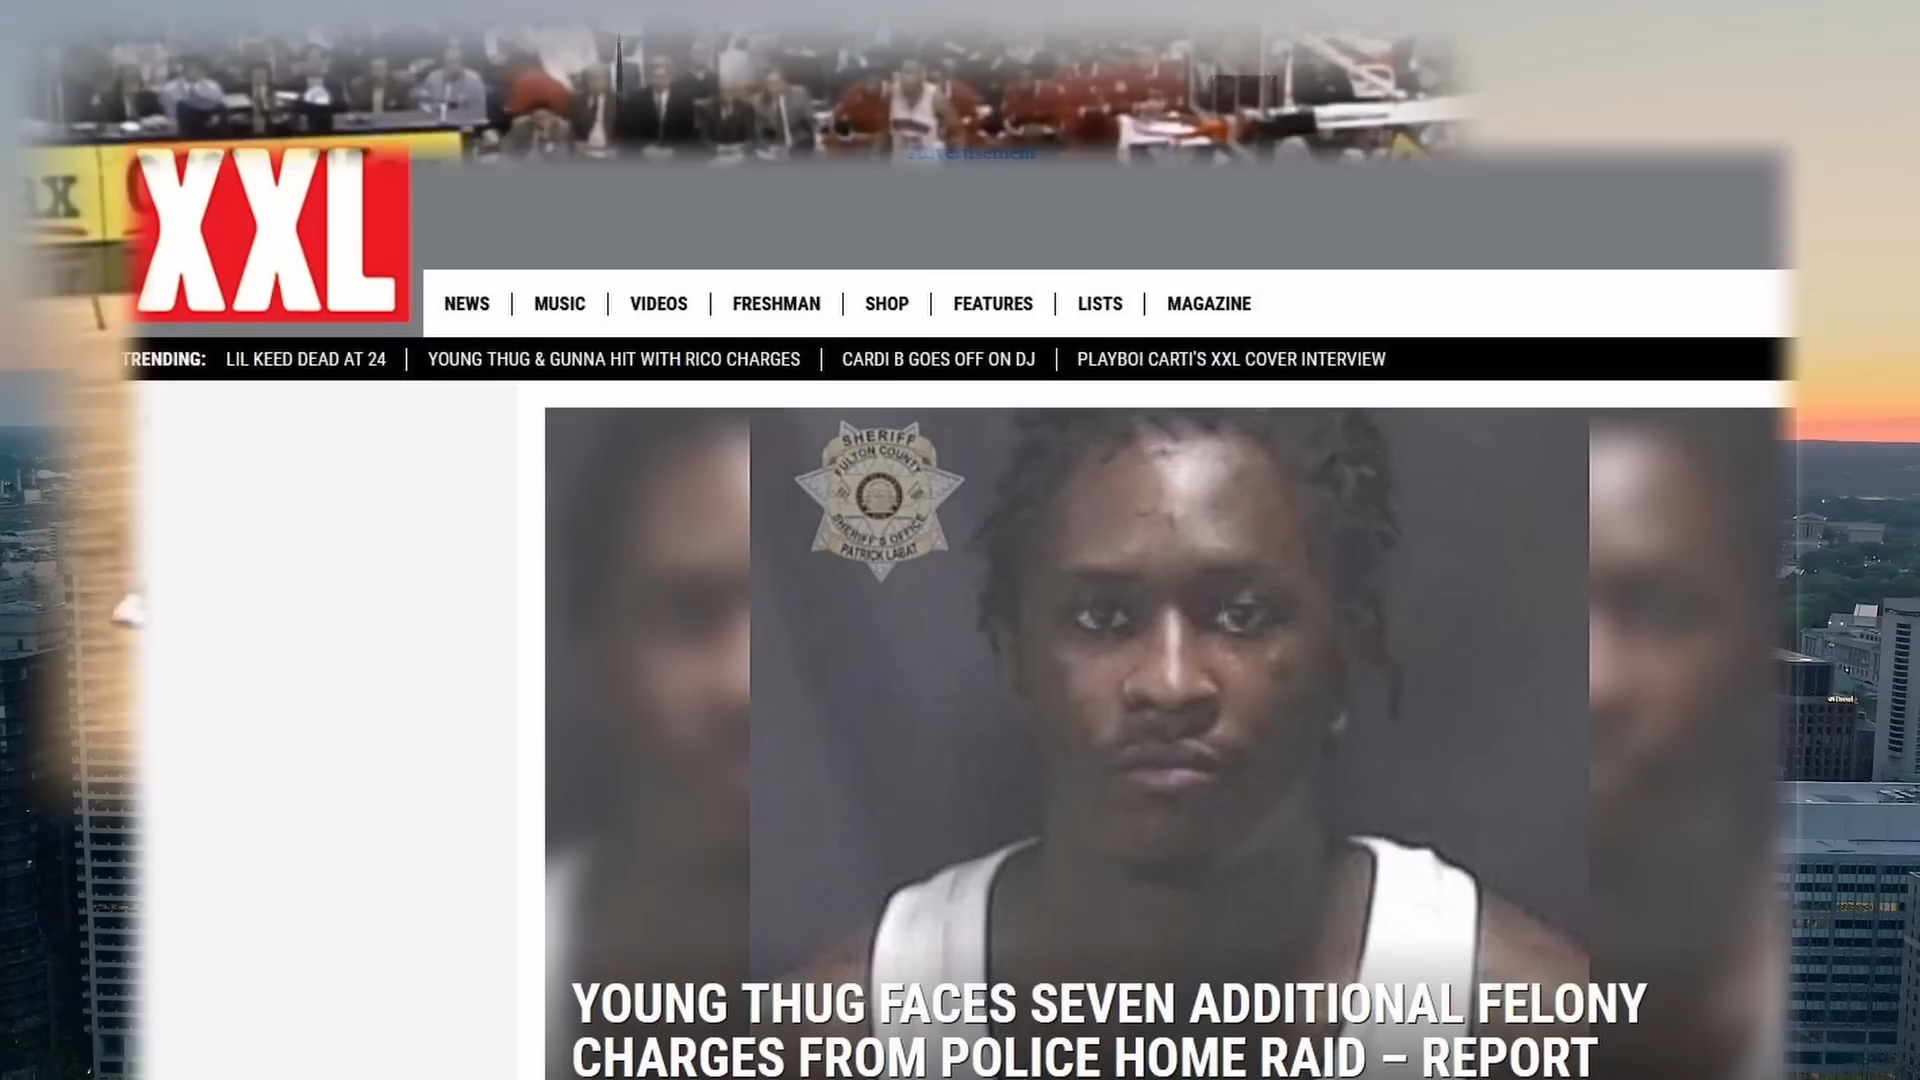 Advertisement
XXL
NEWS | MUSIC | VIDEOS | FRESHMAN | SHOP | FEATURES | LISTS | MAGAZINE
TRENDING: LIL KEED DEAD AT 24 | YOUNG THUG & GUNNA HIT WITH RICO CHARGES | CARDI B GOES OFF ON DJ | PLAYBOI CARTI'S XXL COVER INTERVIEW
SHERIFF
FULTON COUNTY
SHERIFF'S OFFICE
PATRICK LABAT
YOUNG THUG FACES SEVEN ADDITIONAL FELONY
CHARGES FROM POLICE HOME RAID – REPORT